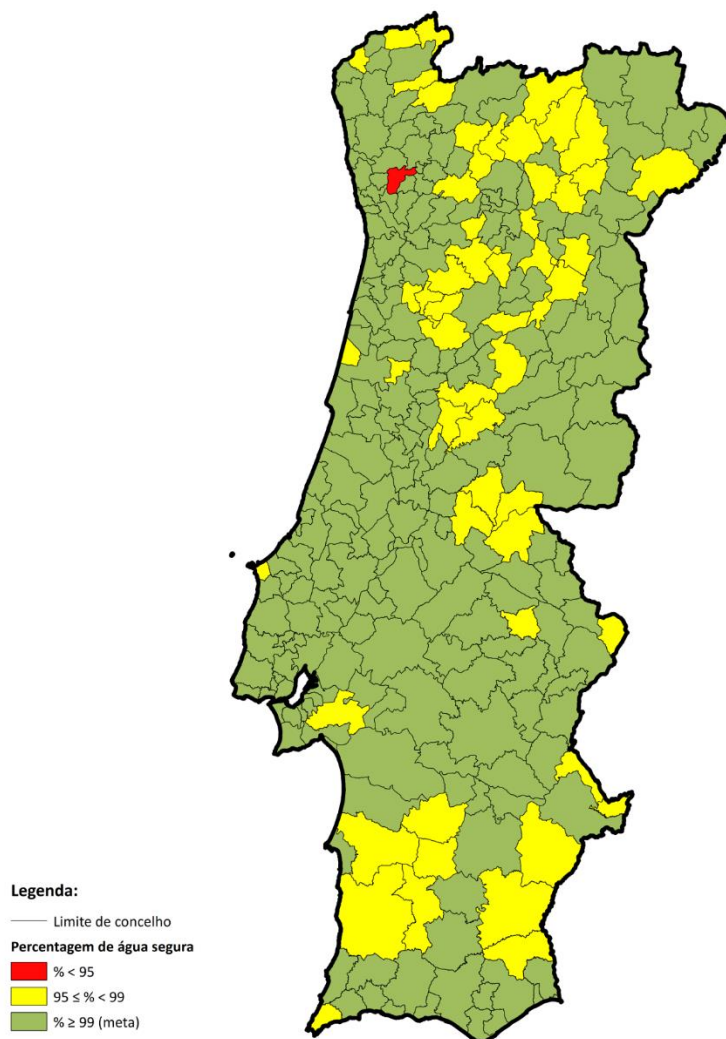 Legenda:
Limite de concelho
Percentagem de água segura
% < 95
95 ≤ % < 99
% ≥ 99 (meta)